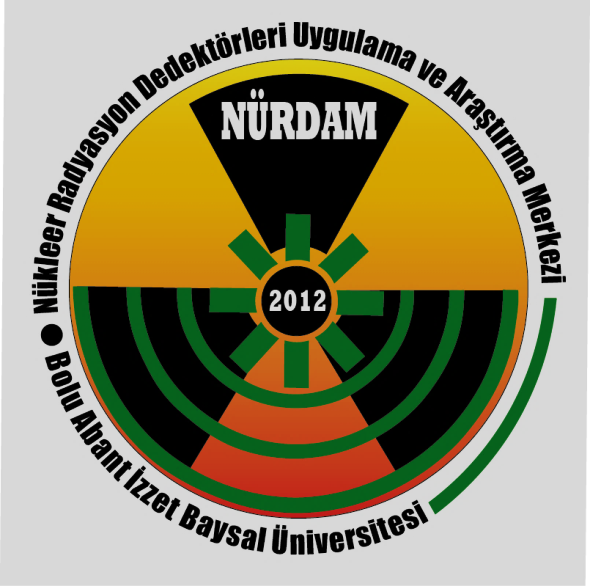 Nükleer Radyasyon Dedektörleri Uygulama ve Araştırma Merkezi
NÜRDAM
2012
Bolu Abant İzzet Baysal Üniversitesi